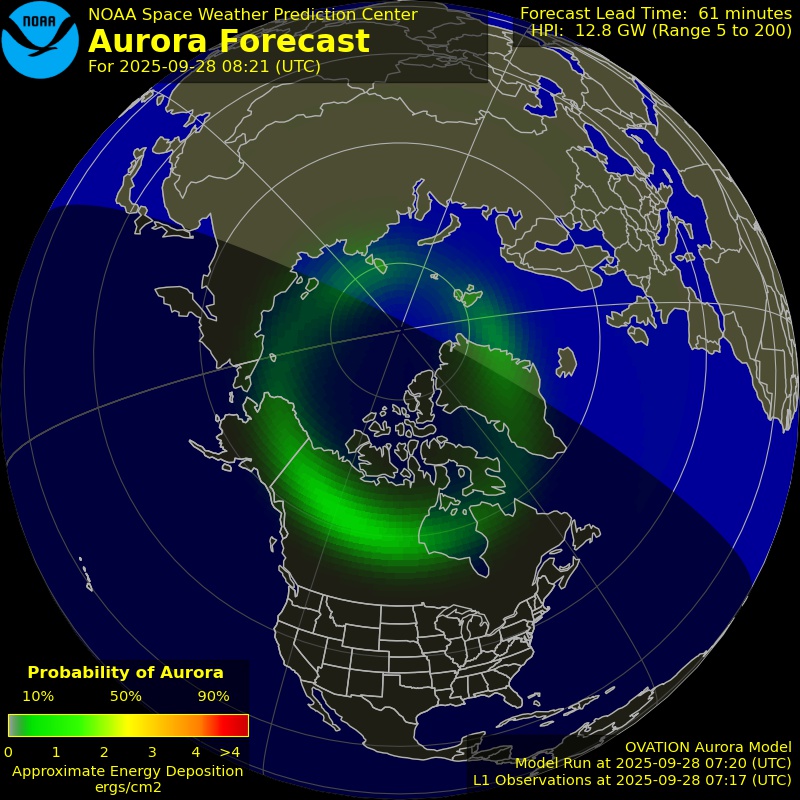 NOAA
NOAA Space Weather Prediction Center
Aurora Forecast
For 2025-09-28 08:21 (UTC)
Forecast Lead Time: 61 minutes
HPI: 12.8 GW (Range 5 to 200)
Probability of Aurora
10% 50% 90%
0 1 2 3 4 >4
Approximate Energy Deposition
ergs/cm2
OVATION Aurora Model
Model Run at 2025-09-28 07:20 (UTC)
L1 Observations at 2025-09-28 07:17 (UTC)